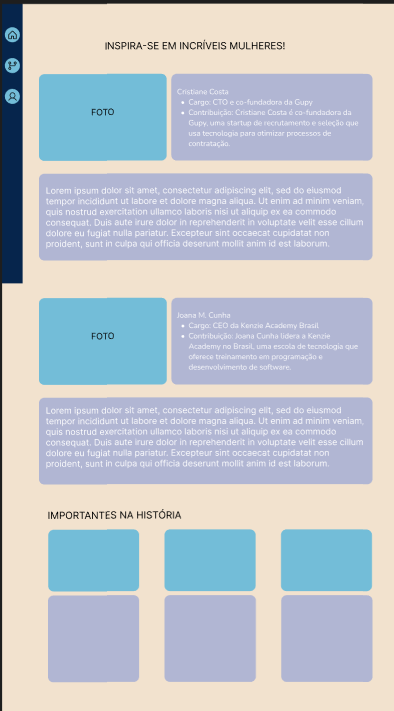 INSPIRA-SE EM INCRÍVEIS MULHERES!
FOTO
Cristiane Costa
Cargo: CTO e co-fundadora da Gupy
Contribuição: Cristiane Costa é co-fundadora da
Gupy, uma startup de recrutamento e seleção que
usa tecnologia para otimizar processos de
contratação.
Lorem ipsum dolor sit amet, consectetur adipiscing elit, sed do eiusmod
tempor incididunt ut labore et dolore magna aliqua. Ut enim ad minim veniam,
quis nostrud exercitation ullamco laboris nisi ut aliquip ex ea commodo
consequat. Duis aute irure dolor in reprehenderit in voluptate velit esse cillum
dolore eu fugiat nulla pariatur. Excepteur sint occaecat cupidatat non
proident, sunt in culpa qui officia deserunt mollit anim id est laborum.
FOTO
Joana M. Cunha
Cargo: CEO da Kenzie Academy Brasil
Contribuição: Joana Cunha lidera a Kenzie
Academy no Brasil, uma escola de tecnologia que
oferece treinamento em programação e
desenvolvimento de software.
Lorem ipsum dolor sit amet, consectetur adipiscing elit, sed do eiusmod
tempor incididunt ut labore et dolore magna aliqua. Ut enim ad minim veniam,
quis nostrud exercitation ullamco laboris nisi ut aliquip ex ea commodo
consequat. Duis aute irure dolor in reprehenderit in voluptate velit esse cillum
dolore eu fugiat nulla pariatur. Excepteur sint occaecat cupidatat non
proident, sunt in culpa qui officia deserunt mollit anim id est laborum.
IMPORTANTES NA HISTÓRIA